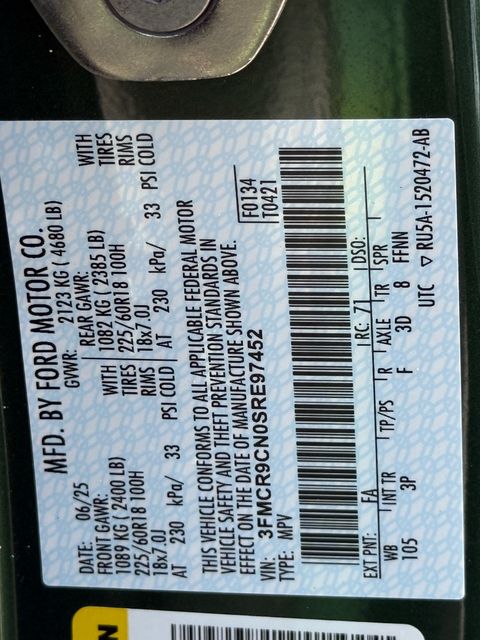 MFD. BY FORD MOTOR CO.
DATE: 06/25 GVWR: 2123 KG ( 4680 LB)
FRONT GAWR: REAR GAWR:
1089 KG ( 2400 LB) WITH 1082 KG ( 2385 LB) WITH
225/60R18 100H TIRES 225/60R18 100H TIRES
18x7.0J RIMS 18x7.0J RIMS
AT 230 kPa/ 33 PSI COLD AT 230 kPa/ 33 PSI COLD
THIS VEHICLE CONFORMS TO ALL APPLICABLE FEDERAL MOTOR
VEHICLE SAFETY AND THEFT PREVENTION STANDARDS IN
EFFECT ON THE DATE OF MANUFACTURE SHOWN ABOVE.
VIN: 3FMCR9CN0SRE97452 F0134
TYPE: MPV T0421
EXT PNT: FA RC: 71 DSO:
WB INT TR TP/PS R AXLE TR SPR
105 3P F 3D 8 FFNN
UTC ▽ RU5A-1520472-AB